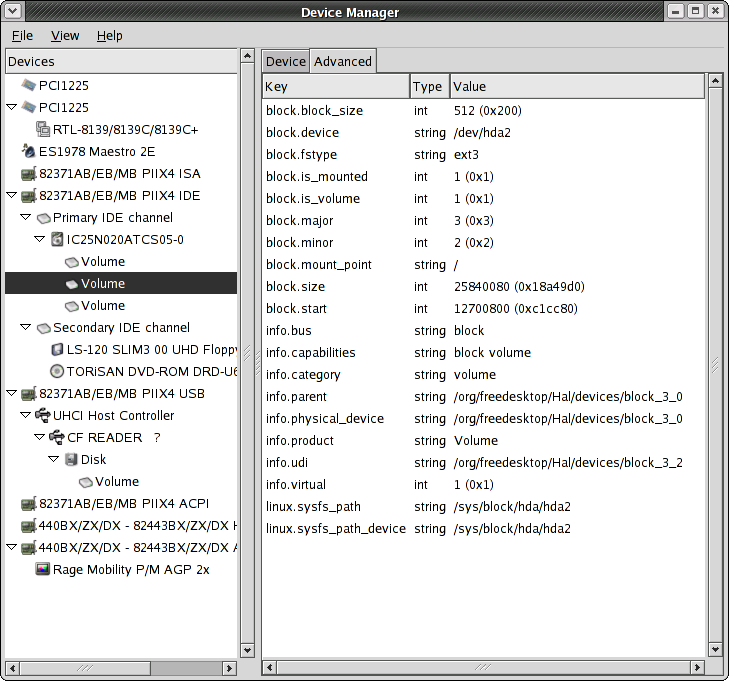 Device Manager
File View Help
Devices
PCI1225
PCI1225
RTL-8139/8139C/8139C+
ES1978 Maestro 2E
82371AB/EB/MB PIIX4 ISA
82371AB/EB/MB PIIX4 IDE
Primary IDE channel
IC25N020ATCS05-0
Volume
Volume
Volume
Secondary IDE channel
LS-120 SLIM3 00 UHD Floppy
TORiSAN DVD-ROM DRD-U6
82371AB/EB/MB PIIX4 USB
UHCI Host Controller
CF READER ?
Disk
Volume
82371AB/EB/MB PIIX4 ACPI
440BX/ZX/DX - 82443BX/ZX/DX H
440BX/ZX/DX - 82443BX/ZX/DX A
Rage Mobility P/M AGP 2x
Device Advanced
Key Type Value
block.block_size int 512 (0x200)
block.device string /dev/hda2
block.fstype string ext3
block.is_mounted int 1 (0x1)
block.is_volume int 1 (0x1)
block.major int 3 (0x3)
block.minor int 2 (0x2)
block.mount_point string /
block.size int 25840080 (0x18a49d0)
block.start int 12700800 (0xc1cc80)
info.bus string block
info.capabilities string block volume
info.category string volume
info.parent string /org/freedesktop/Hal/devices/block_3_0
info.physical_device string /org/freedesktop/Hal/devices/block_3_0
info.product string Volume
info.udi string /org/freedesktop/Hal/devices/block_3_2
info.virtual int 1 (0x1)
linux.sysfs_path string /sys/block/hda/hda2
linux.sysfs_path_device string /sys/block/hda/hda2